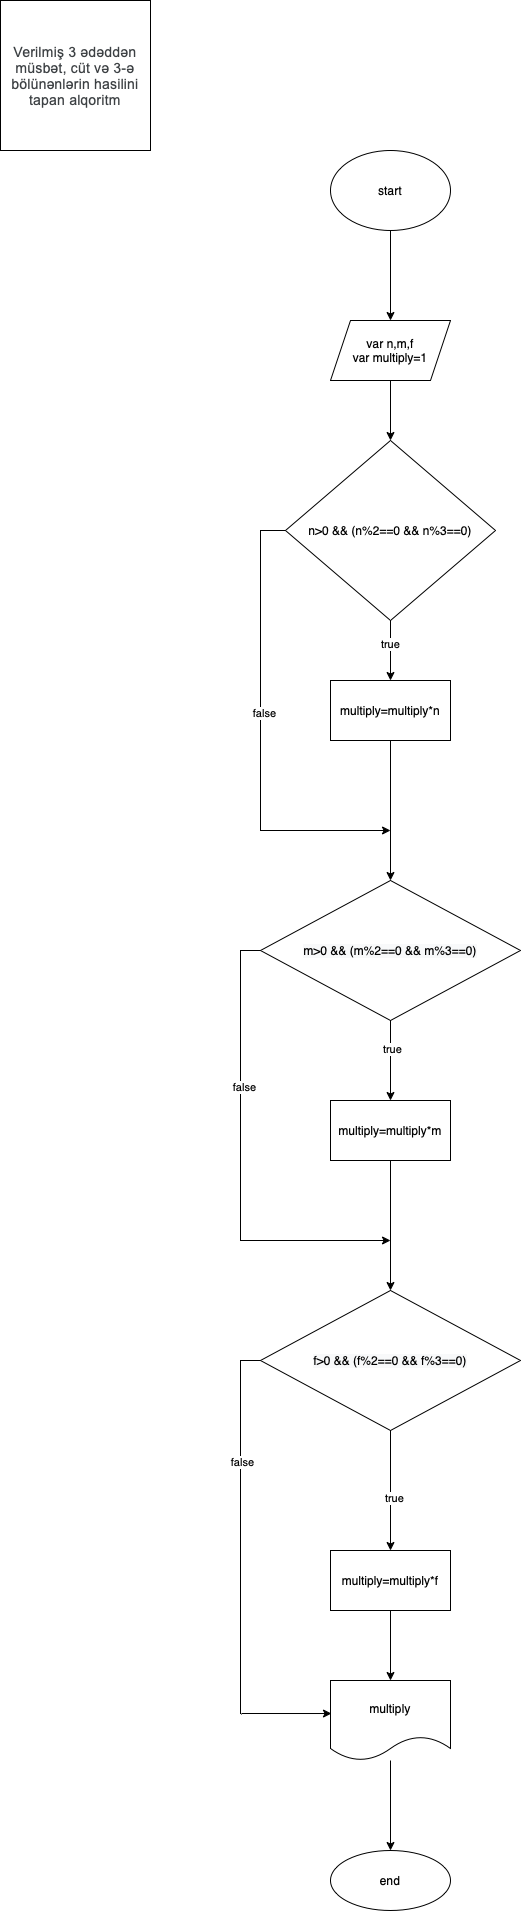 Verilmiş 3 ədəddən
müsbət, cüt və 3-ə
bölünənlərin hasilini
tapan alqoritm
start
var n,m,f
var multiply=1
n>0 && (n%2==0 && n%3==0)
true
multiply=multiply*n
false
m>0 && (m%2==0 && m%3==0)
true
false
multiply=multiply*m
f>0 && (f%2==0 && f%3==0)
false
true
multiply=multiply*f
multiply
end